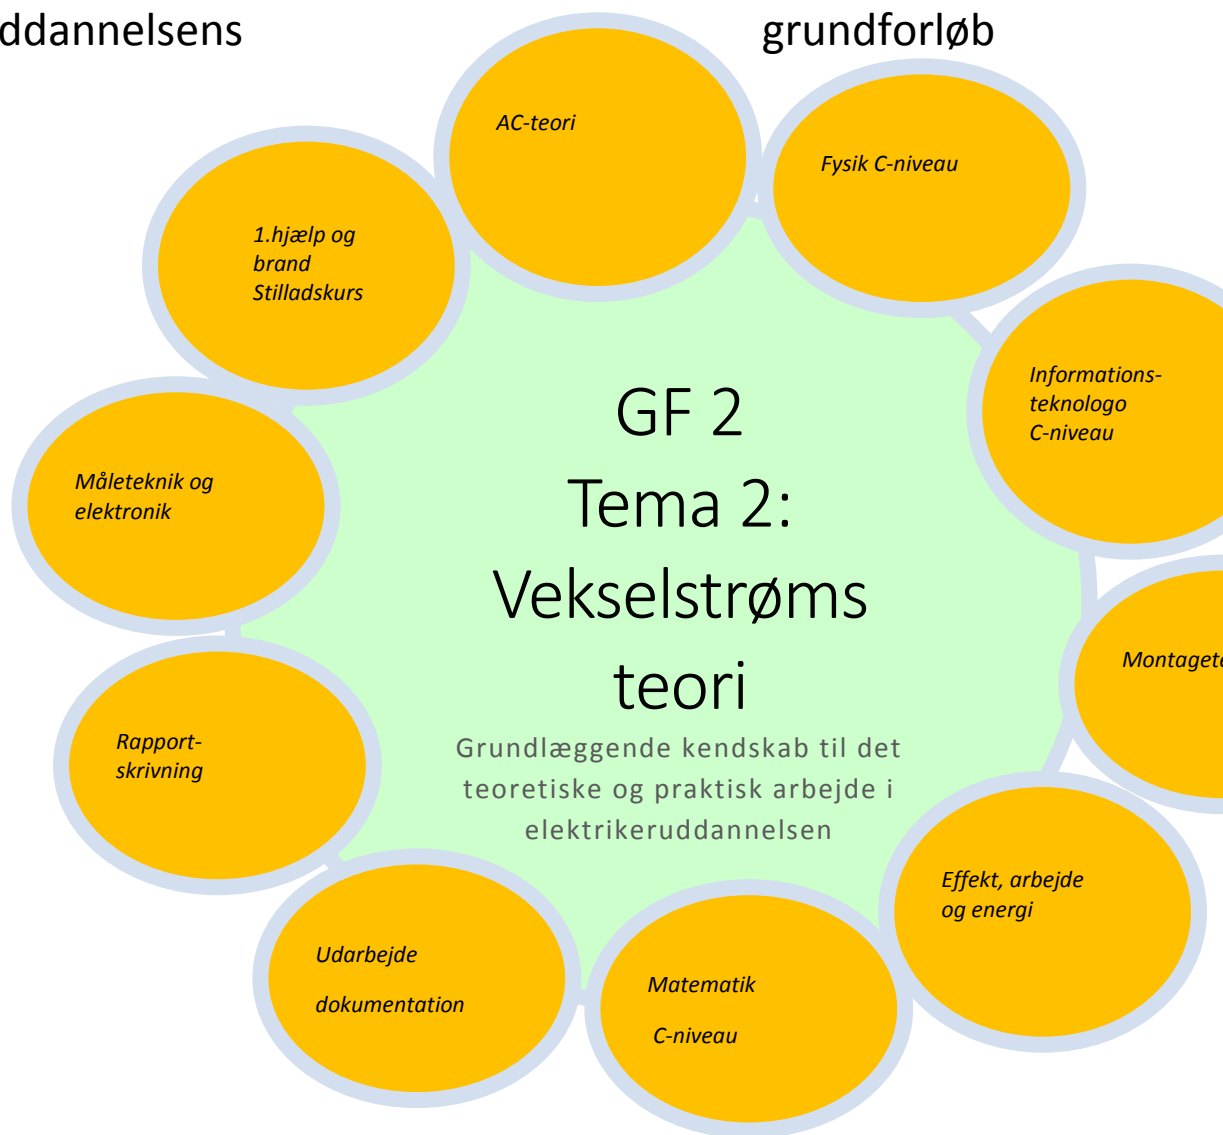 ddannelsens grundforløb
AC-teori
Fysik C-niveau
1.hjælp og
brand
Stilladskurs
Informations-
teknologo
C-niveau
GF 2
Tema 2:
Vekselstrøms
teori
Grundlæggende kendskab til det
teoretiske og praktisk arbejde i
elektrikeruddannelsen
Måleteknik og
elektronik
Montagete
Rapport-
skrivning
Effekt, arbejde
og energi
Udarbejde
dokumentation
Matematik
C-niveau